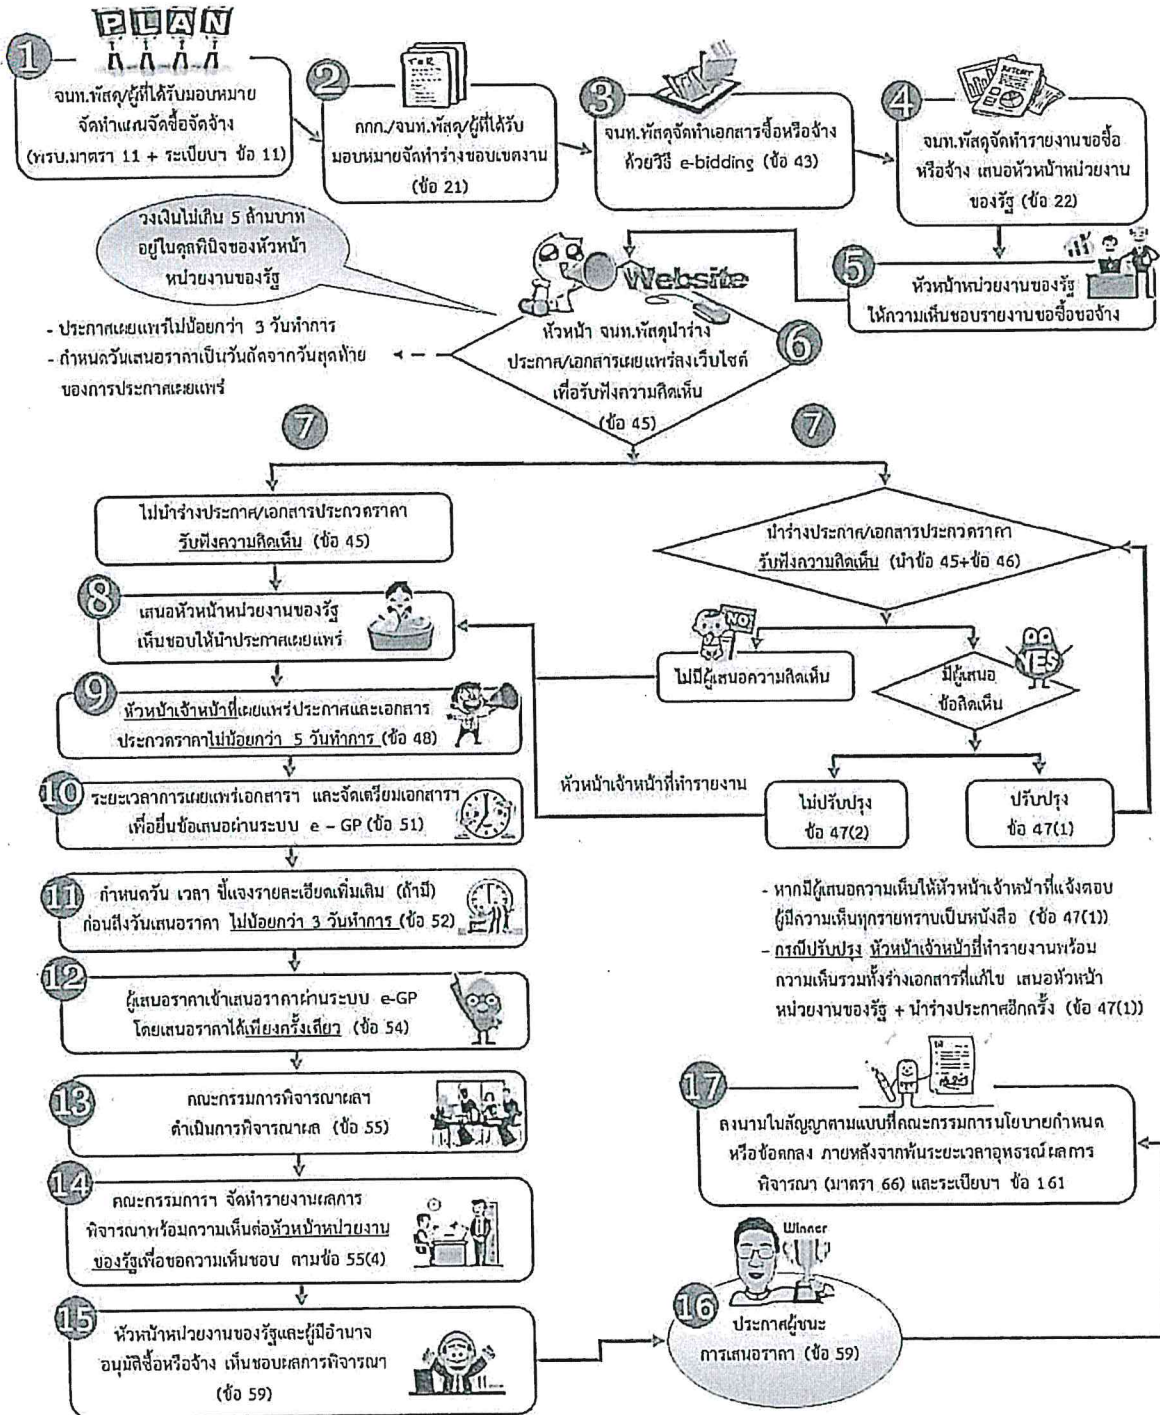 PLAN
1
จนท.พัสดุ/ผู้ที่ได้รับมอบหมาย
จัดทำแผนจัดซื้อจัดจ้าง
(พรบ.มาตรา 11 + ระเบียบฯ ข้อ 11)
2
TOR
คกก./จนท.พัสดุ/ผู้ที่ได้รับ
มอบหมายจัดทำร่างขอบเขตงาน
(ข้อ 21)
3
จนท.พัสดุจัดทำเอกสารซื้อหรือจ้าง
ด้วยวิธี e-bidding (ข้อ 43)
4
REPORT
จนท.พัสดุจัดทำรายงานขอซื้อ
หรือจ้าง เสนอหัวหน้าหน่วยงาน
ของรัฐ (ข้อ 22)
5
หัวหน้าหน่วยงานของรัฐ
ให้ความเห็นชอบรายงานขอซื้อขอจ้าง
วงเงินไม่เกิน 5 ล้านบาท
อยู่ในดุลพินิจของหัวหน้า
หน่วยงานของรัฐ
- ประกาศเผยแพร่ไม่น้อยกว่า 3 วันทำการ
- กำหนดวันเสนอราคาเป็นวันถัดจากวันสุดท้าย
ของการประกาศเผยแพร่
Website
6
หัวหน้า จนท.พัสดุนำร่าง
ประกาศ/เอกสารเผยแพร่ลงเว็บไซต์
เพื่อรับฟังความคิดเห็น
(ข้อ 45)
7
7
ไม่นำร่างประกาศ/เอกสารประกวดราคา
รับฟังความคิดเห็น (ข้อ 45)
นำร่างประกาศ/เอกสารประกวดราคา
รับฟังความคิดเห็น (นำข้อ 45+ข้อ 46)
8
เสนอหัวหน้าหน่วยงานของรัฐ
เห็นชอบให้นำประกาศเผยแพร่
NO!
ไม่มีผู้เสนอความคิดเห็น
YES
มีผู้เสนอ
ข้อคิดเห็น
9
หัวหน้าเจ้าหน้าที่เผยแพร่ประกาศและเอกสาร
ประกวดราคาไม่น้อยกว่า 5 วันทำการ (ข้อ 48)
หัวหน้าเจ้าหน้าที่ทำรายงาน
ไม่ปรับปรุง
ข้อ 47(2)
ปรับปรุง
ข้อ 47(1)
10
ระยะเวลาการเผยแพร่เอกสารฯ และจัดเตรียมเอกสารฯ
เพื่อยื่นข้อเสนอผ่านระบบ e – GP (ข้อ 51)
11
กำหนดวัน เวลา ชี้แจงรายละเอียดเพิ่มเติม (ถ้ามี)
ก่อนถึงวันเสนอราคา ไม่น้อยกว่า 3 วันทำการ (ข้อ 52)
- หากมีผู้เสนอความเห็นให้หัวหน้าเจ้าหน้าที่แจ้งตอบ
ผู้มีความเห็นทุกรายทราบเป็นหนังสือ (ข้อ 47(1))
- กรณีปรับปรุง หัวหน้าเจ้าหน้าที่ทำรายงานพร้อม
ความเห็นรวมทั้งร่างเอกสารที่แก้ไข เสนอหัวหน้า
หน่วยงานของรัฐ + นำร่างประกาศอีกครั้ง (ข้อ 47(1))
12
ผู้เสนอราคาเข้าเสนอราคาผ่านระบบ e-GP
โดยเสนอราคาได้เพียงครั้งเดียว (ข้อ 54)
13
คณะกรรมการพิจารณาผลฯ
ดำเนินการพิจารณาผล (ข้อ 55)
14
คณะกรรมการฯ จัดทำรายงานผลการ
พิจารณาพร้อมความเห็นต่อหัวหน้าหน่วยงาน
ของรัฐเพื่อขอความเห็นชอบ ตามข้อ 55(4)
15
หัวหน้าหน่วยงานของรัฐและผู้มีอำนาจ
อนุมัติซื้อหรือจ้าง เห็นชอบผลการพิจารณา
(ข้อ 59)
Winner
16
ประกาศผู้ชนะ
การเสนอราคา (ข้อ 59)
17
ลงนามในสัญญาตามแบบที่คณะกรรมการนโยบายกำหนด
หรือข้อตกลง ภายหลังจากพ้นระยะเวลาอุทธรณ์ผลการ
พิจารณา (มาตรา 66) และระเบียบฯ ข้อ 161